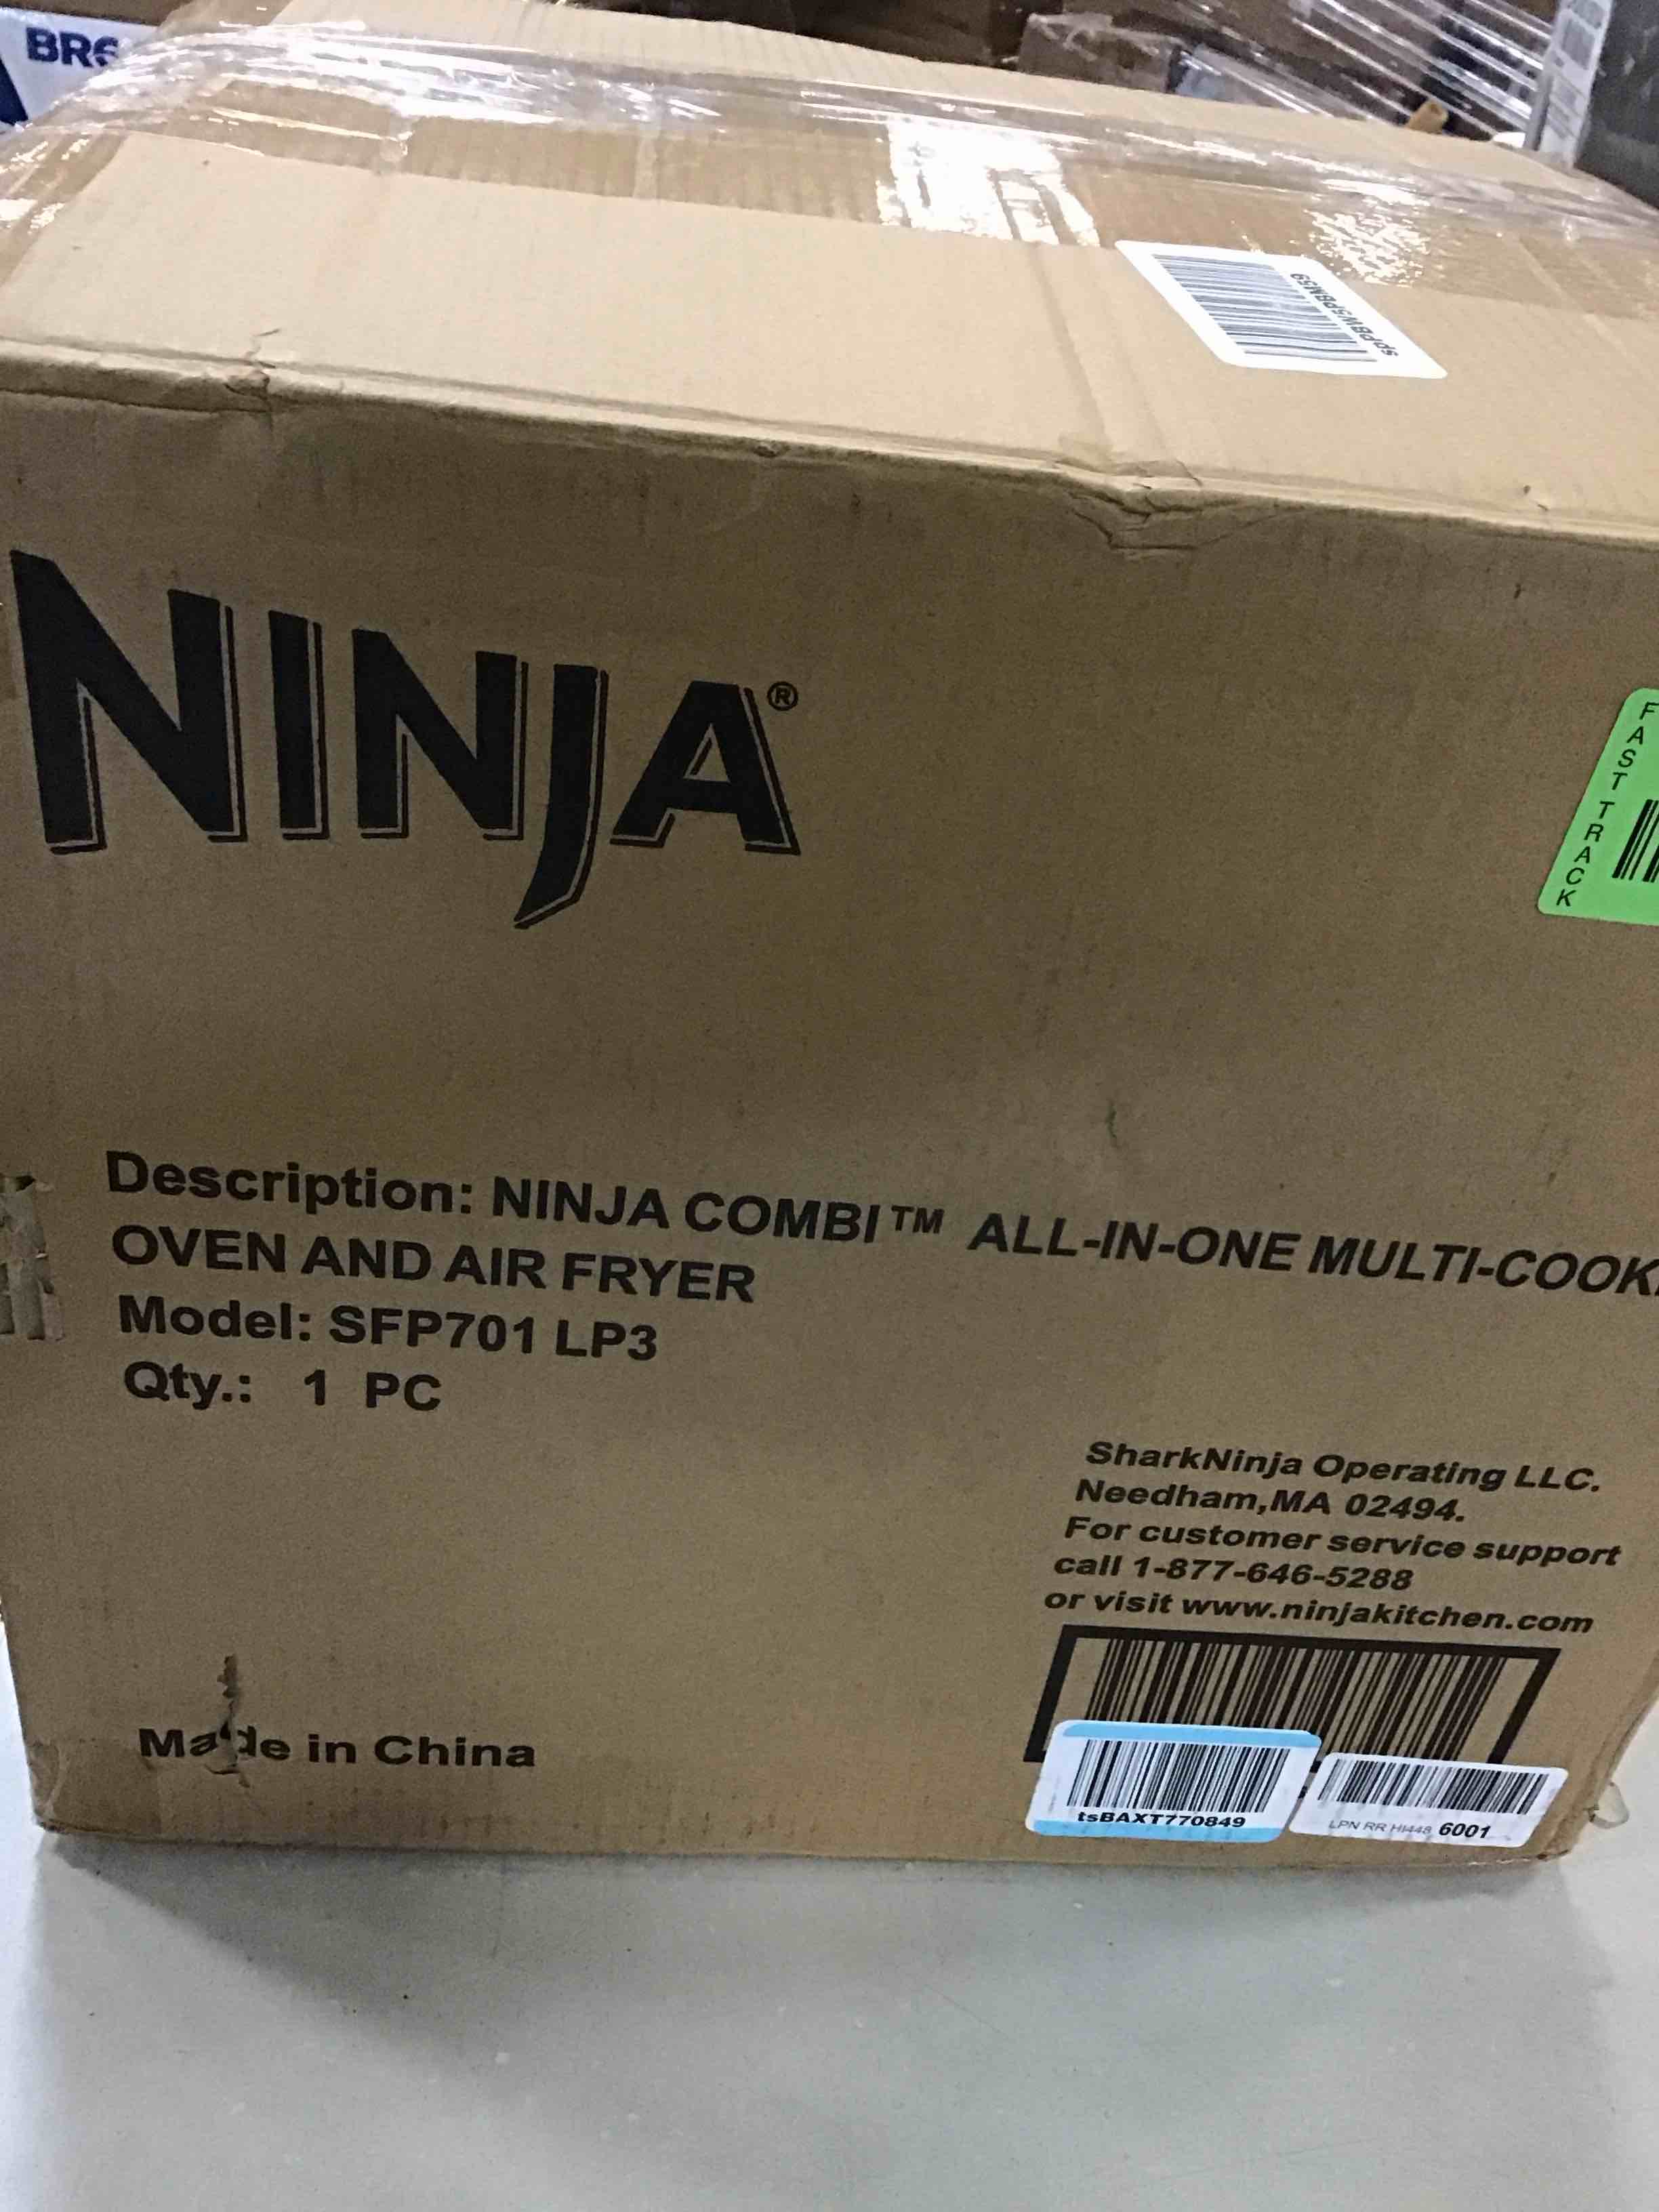 BR6
spPBW5PBM59
NINJA®
FAST TRACK
Description: NINJA COMBI™ ALL-IN-ONE MULTI-COOK
OVEN AND AIR FRYER
Model: SFP701 LP3
Qty.: 1 PC
SharkNinja Operating LLC.
Needham,MA 02494.
For customer service support
call 1-877-646-5288
or visit www.ninjakitchen.com
Made in China
tsBAXT770849
LPN RR HI448 6001